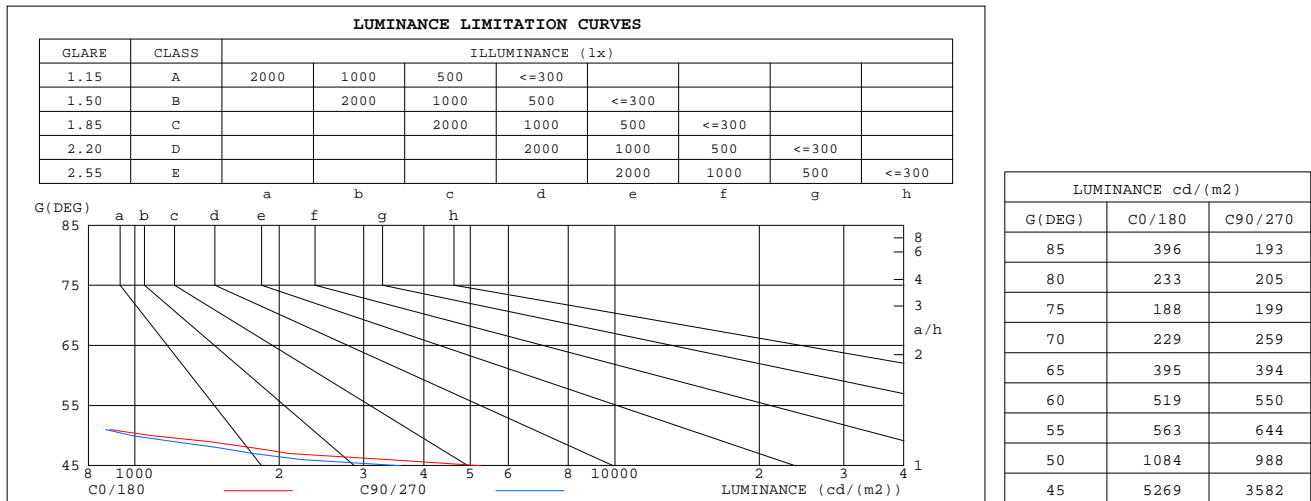 LUMINANCE LIMITATION CURVES
GLARE CLASS ILLUMINANCE (lx)
1.15 A 2000 1000 500 <=300
1.50 B 2000 1000 500 <=300
1.85 C 2000 1000 500 <=300
2.20 D 2000 1000 500 <=300
2.55 E 2000 1000 500 <=300
a b c d e f g h
G(DEG)
a b c d e f g h
85
75
65
55
45
8
6
4
3
a/h
2
1
8 1000 2 3 4 5 6 8 10000 2 3 4
C0/180 C90/270 LUMINANCE (cd/(m2))
LUMINANCE cd/(m2)
G(DEG) C0/180 C90/270
85 396 193
80 233 205
75 188 199
70 229 259
65 395 394
60 519 550
55 563 644
50 1084 988
45 5269 3582